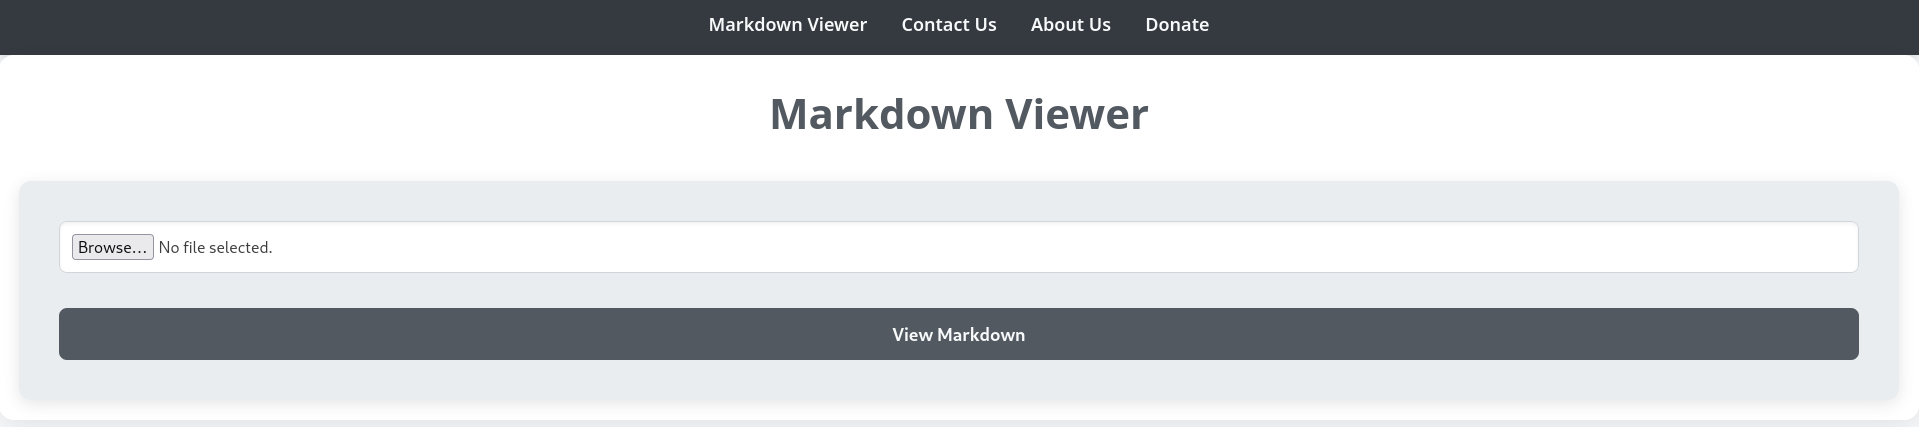 Markdown Viewer Contact Us About Us Donate
Markdown Viewer
Browse... No file selected.
View Markdown